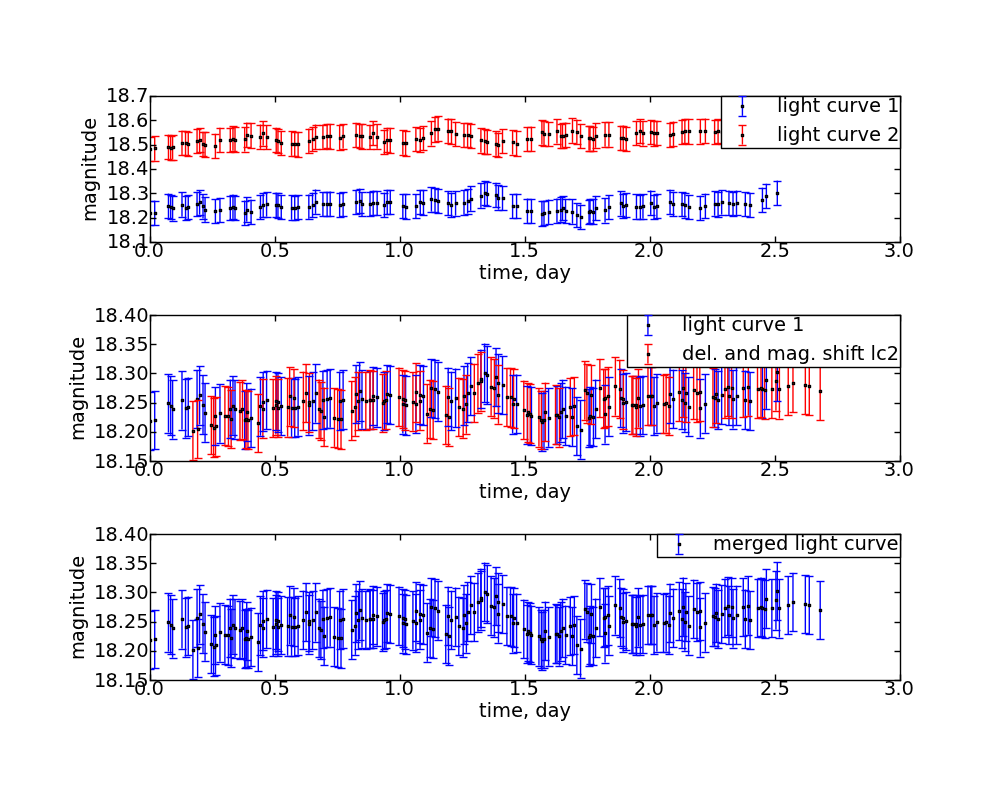 18.7
18.6
18.5
18.4
18.3
18.2
18.1
magnitude
light curve 1
light curve 2
0.0 0.5 1.0 1.5 2.0 2.5 3.0
time, day
18.40
18.35
18.30
18.25
18.20
18.15
magnitude
light curve 1
del. and mag. shift lc2
0.0 0.5 1.0 1.5 2.0 2.5 3.0
time, day
18.40
18.35
18.30
18.25
18.20
18.15
magnitude
merged light curve
0.0 0.5 1.0 1.5 2.0 2.5 3.0
time, day